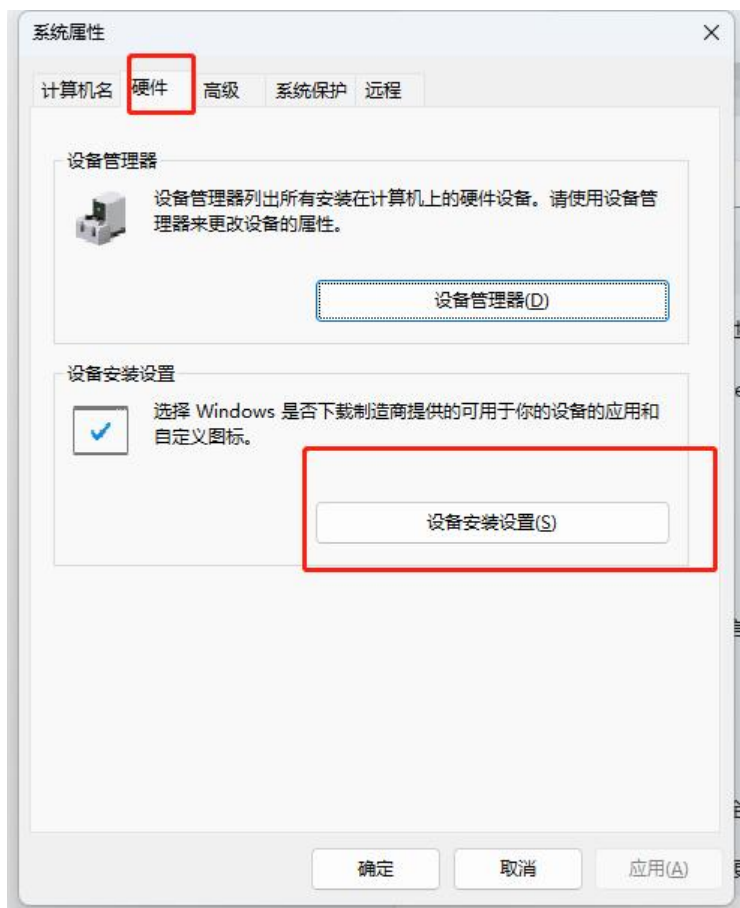 系统属性
计算机名 硬件 高级 系统保护 远程
设备管理器
设备管理器列出所有安装在计算机上的硬件设备。请使用设备管
理器来更改设备的属性。
设备管理器(D)
设备安装设置
选择 Windows 是否下载制造商提供的可用于你的设备的应用和
自定义图标。
设备安装设置(S)
确定 取消 应用(A)